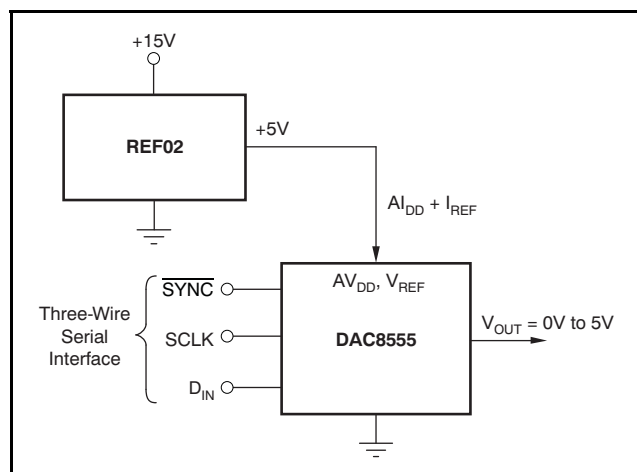 +15V
REF02
+5V
AI_DD + I_REF
SYNC
AV_DD, V_REF
Three-Wire
Serial
Interface
SCLK
DAC8555
V_OUT = 0V to 5V
D_IN